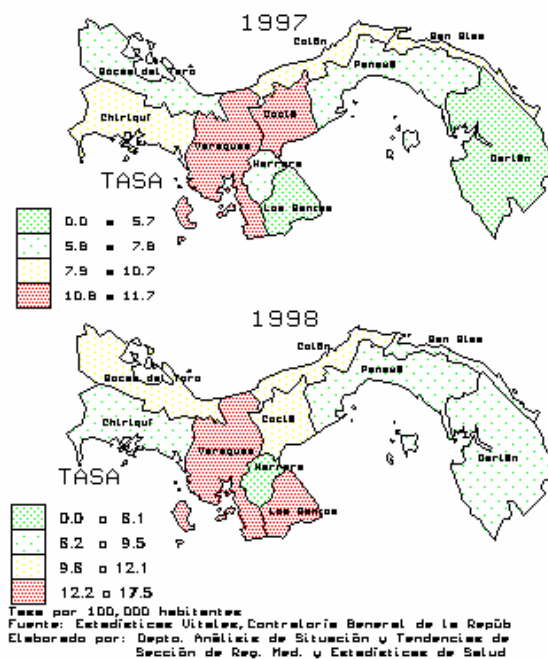 1997
Colón
San Blas
Bocas del Toro
Panamá
Chiriquí
Coclé
Veraguas
Herrera
Darién
TASA
Los Santos
0.0 a 5.7
5.8 a 7.8
7.9 a 10.7
10.8 a 11.7
1998
Colón
San Blas
Bocas del Toro
Panamá
Chiriquí
Coclé
Veraguas
Herrera
Darién
TASA
Los Santos
0.0 a 6.1
6.2 a 9.5
9.6 a 12.1
12.2 a 17.5
Tasa por 100,000 habitantes
Fuente: Estadísticas Vitales, Contraloría General de la Repúb
Elaborado por: Depto. Análisis de Situación y Tendencias de
Sección de Reg. Med. y Estadísticas de Salud